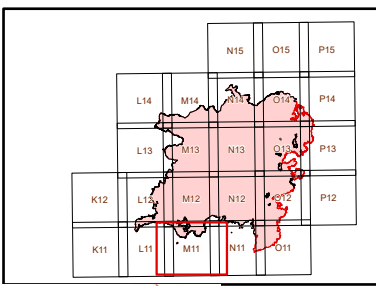 N15 O15 P15
L14 M14 N14 O14 P14
L13 M13 N13 O13 P13
K12 L12 M12 N12 O12 P12
K11 L11 M11 N11 O11